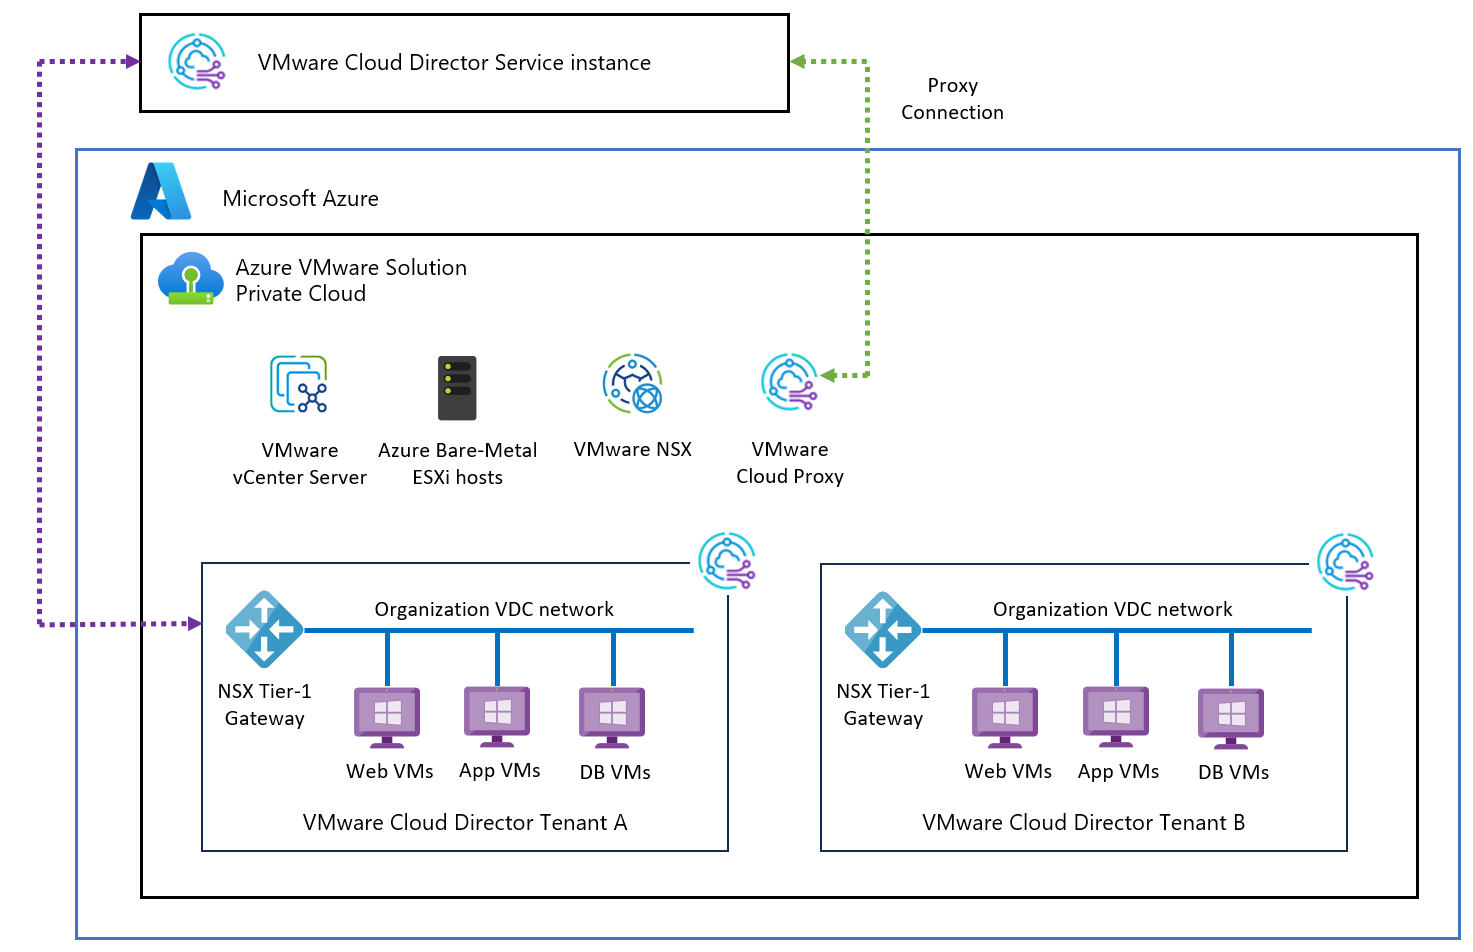 VMware Cloud Director Service instance
Proxy
Connection
Microsoft Azure
Azure VMware Solution
Private Cloud
VMware
vCenter Server
Azure Bare-Metal
ESXi hosts
VMware NSX
VMware
Cloud Proxy
Organization VDC network
NSX Tier-1
Gateway
Web VMs
App VMs
DB VMs
VMware Cloud Director Tenant A
Organization VDC network
NSX Tier-1
Gateway
Web VMs
App VMs
DB VMs
VMware Cloud Director Tenant B